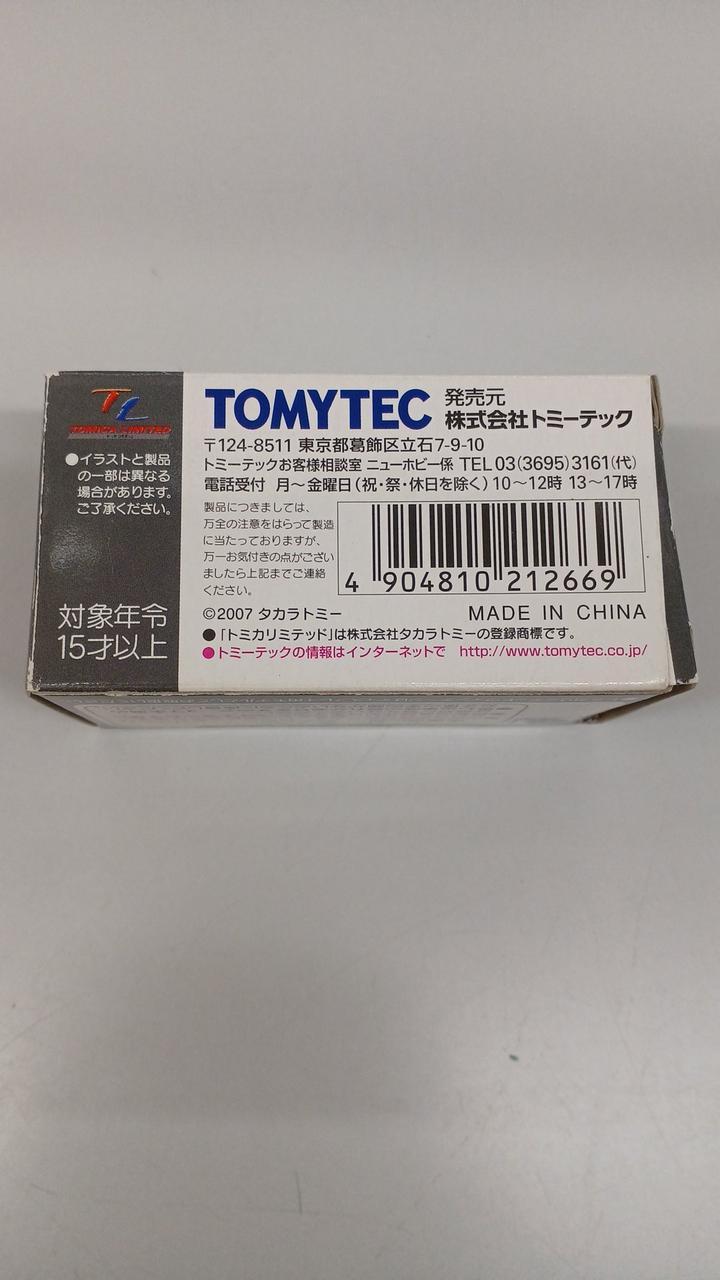 TL
TOMICA LIMITED
●イラストと製品
の一部は異なる
場合があります。
ご了承ください。
対象年令
15才以上
TOMYTEC
発売元
株式会社トミーテック
〒124-8511 東京都葛飾区立石7-9-10
トミーテックお客様相談室 ニューホビー係 TEL 03(3695)3161(代)
電話受付 月～金曜日(祝・祭・休日を除く)10～12時 13～17時
製品につきましては、
万全の注意をはらって製造
に当たっておりますが、
万一お気付きの点がござい
ましたら上記までご連絡
ください。
4 904810 212669
©2007 タカラトミー
MADE IN CHINA
●「トミカリミテッド」は株式会社タカラトミーの登録商標です。
●トミーテックの情報はインターネットで http://www.tomytec.co.jp/